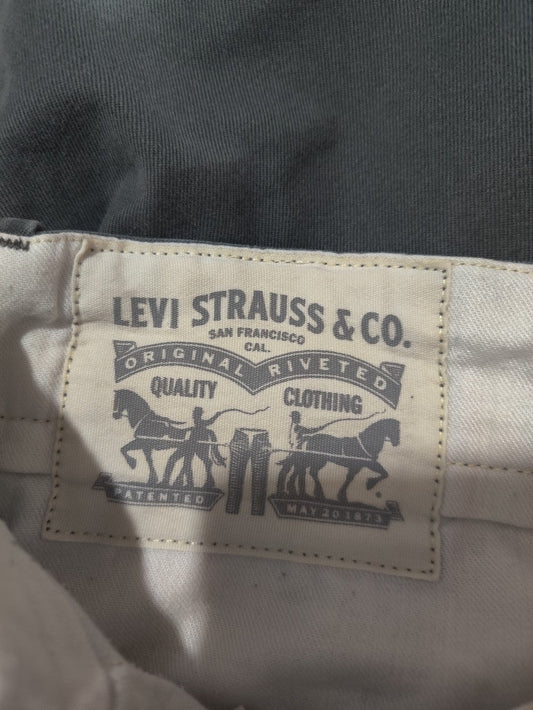 LEVI STRAUSS & CO.
SAN FRANCISCO
CAL.
ORIGINAL RIVETED
QUALITY CLOTHING
PATENTED MAY 20 1873